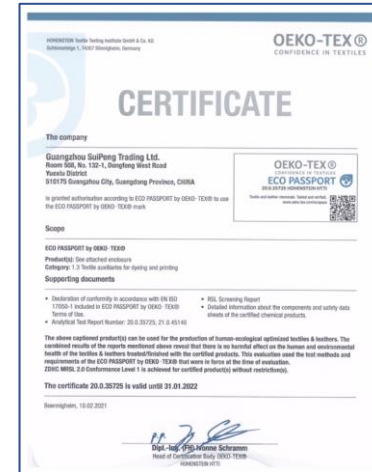 HOHENSTEIN Textile Testing Institute GmbH & Co. KG
Schlosssteige 1, 74357 Bönnigheim, Germany
OEKO-TEX®
CONFIDENCE IN TEXTILES
CERTIFICATE
The company
Guangzhou SuiPeng Trading Ltd.
Room 508, No. 132-1, Dongfeng West Road
Yuexiu District
510175 Guangzhou City, Guangdong Province, CHINA
is granted authorisation according to ECO PASSPORT by OEKO-TEX® to use
the ECO PASSPORT by OEKO-TEX® mark
OEKO-TEX®
CONFIDENCE IN TEXTILES
ECO PASSPORT
20.0.35725 HOHENSTEIN HTTI
Scope
ECO PASSPORT by OEKO-TEX®
Product(s): See attached enclosure
Category: 1.3 Textile auxiliaries for dyeing and printing
Supporting documents
• Declaration of conformity in accordance with EN ISO
17050-1 included in ECO PASSPORT by OEKO-TEX®
Terms of Use.
• Analytical Test Report Number: 20.0.35725, 21.0.45146
• RSL Screening Report
• Detailed information about the components and safety data
sheets of the certified chemical products.
The above captioned product(s) can be used for the production of human-ecological optimized textiles & leathers. The
combined results of the reports mentioned above reveal that there is no harmful effect on the human and environmental
health of the textiles & leathers treated/finished with the certified products. This evaluation used the test methods and
requirements of the ECO PASSPORT by OEKO-TEX® that were in force at the time of evaluation.
ZDHC MRSL 2.0 Conformance Level 1 is achieved for certified product(s) without restriction(s).
The certificate 20.0.35725 is valid until 31.01.2022
Boennigheim, 10.02.2021
Dipl.-Ing. (FH) Ivonne Schramm
Head of Certification Body OEKO-TEX®
HOHENSTEIN HTTI